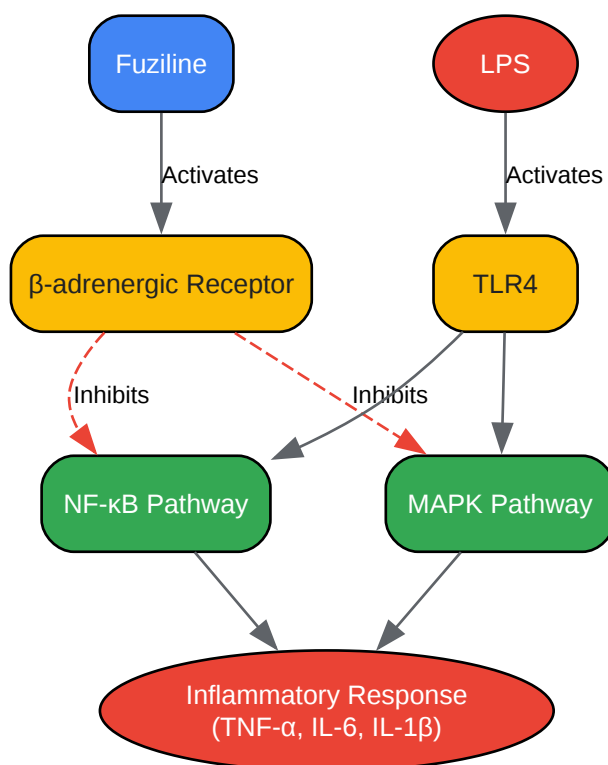 Fuziline
LPS
Activates
Activates
β-adrenergic Receptor
TLR4
Inhibits
Inhibits
NF-κB Pathway
MAPK Pathway
Inflammatory Response
(TNF-α, IL-6, IL-1β)